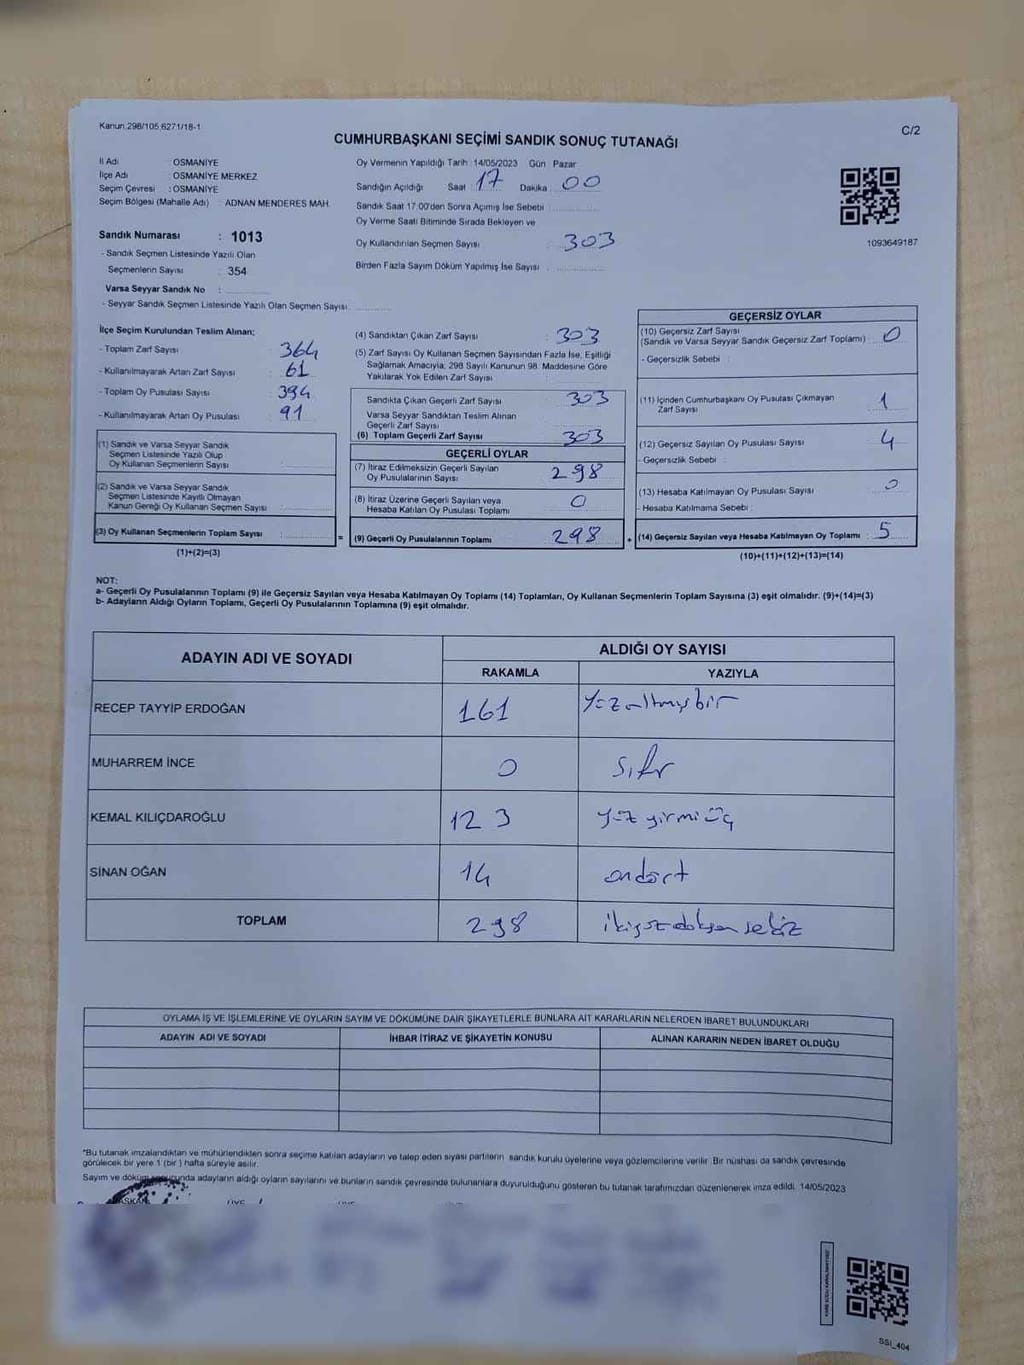 Kanun 298/105 6271/18-1
C/2
CUMHURBAŞKANI SEÇİMİ SANDIK SONUÇ TUTANAĞI
İl Adı : OSMANİYE
İlçe Adı : OSMANİYE MERKEZ
Seçim Çevresi : OSMANİYE
Seçim Bölgesi (Mahalle Adı) : ADNAN MENDERES MAH.
Sandık Numarası : 1013
- Sandık Seçmen Listesinde Yazılı Olan
Seçmenlerin Sayısı : 354
Varsa Seyyar Sandık No :
- Seyyar Sandık Seçmen Listesinde Yazılı Olan Seçmen Sayısı
Oy Vermenin Yapıldığı Tarih : 14/05/2023 Gün Pazar
Sandığın Açıldığı Saat : 17 Dakika : 00
Sandık Saat 17:00'den Sonra Açımış İse Sebebi :
Oy Verme Saati Bitiminde Sırada Bekleyen ve
Oy Kullandırılan Seçmen Sayısı : 303
Birden Fazla Sayım Döküm Yapılmış İse Sayısı :
1093649187
İlçe Seçim Kurulundan Teslim Alınan;
- Toplam Zarf Sayısı : 364
- Kullanılmayarak Artan Zarf Sayısı : 61
- Toplam Oy Pusulası Sayısı : 394
- Kullanılmayarak Artan Oy Pusulası : 91
(1) Sandık ve Varsa Seyyar Sandık
Seçmen Listesinde Yazılı Olup
Oy Kullanan Seçmenlerin Sayısı :
(2) Sandık ve Varsa Seyyar Sandık
Seçmen Listesinde Kayıtlı Olmayan
Kanun Gereği Oy Kullanan Seçmen Sayısı :
(3) Oy Kullanan Seçmenlerin Toplam Sayısı :
(1)+(2)=(3)
(4) Sandıktan Çıkan Zarf Sayısı : 303
(5) Zarf Sayısı Oy Kullanan Seçmen Sayısından Fazla İse, Eşitliği
Sağlamak Amacıyla; 298 Sayılı Kanunun 98. Maddesine Göre
Yakılarak Yok Edilen Zarf Sayısı :
Sandıkta Çıkan Geçerli Zarf Sayısı : 303
Varsa Seyyar Sandıktan Teslim Alınan
Geçerli Zarf Sayısı :
(6) Toplam Geçerli Zarf Sayısı : 303
GEÇERLİ OYLAR
(7) İtiraz Edilmeksizin Geçerli Sayılan
Oy Pusulalarının Sayısı : 298
(8) İtiraz Üzerine Geçerli Sayılan veya
Hesaba Katılan Oy Pusulası Toplamı : 0
= (9) Geçerli Oy Pusulalarının Toplamı : 298
GEÇERSİZ OYLAR
(10) Geçersiz Zarf Sayısı
(Sandık ve Varsa Seyyar Sandık Geçersiz Zarf Toplamı) : 0
- Geçersizlik Sebebi :
(11) İçinden Cumhurbaşkanı Oy Pusulası Çıkmayan
Zarf Sayısı : 1
(12) Geçersiz Sayılan Oy Pusulası Sayısı : 4
- Geçersizlik Sebebi :
(13) Hesaba Katılmayan Oy Pusulası Sayısı : 0
- Hesaba Katılmama Sebebi :
+ (14) Geçersiz Sayılan veya Hesaba Katılmayan Oy Toplamı : 5
(10)+(11)+(12)+(13)=(14)
NOT:
a- Geçerli Oy Pusulalarının Toplamı (9) ile Geçersiz Sayılan veya Hesaba Katılmayan Oy Toplamı (14) Toplamları, Oy Kullanan Seçmenlerin Toplam Sayısına (3) eşit olmalıdır. (9)+(14)=(3)
b- Adayların Aldığı Oyların Toplamı, Geçerli Oy Pusulalarının Toplamına (9) eşit olmalıdır.
ADAYIN ADI VE SOYADI
ALDIĞI OY SAYISI
RAKAMLA YAZIYLA
RECEP TAYYİP ERDOĞAN 161 Yüzaltmışbir
MUHARREM İNCE 0 Sıfır
KEMAL KILIÇDAROĞLU 123 Yüz yirmi üç
SİNAN OĞAN 14 ondört
TOPLAM 298 ikiyüzdoksan sekiz
OYLAMA İŞ VE İŞLEMLERİNE VE OYLARIN SAYIM VE DÖKÜMÜNE DAİR ŞİKAYETLERLE BUNLARA AİT KARARLARIN NELERDEN İBARET BULUNDUKLARI
ADAYIN ADI VE SOYADI İHBAR İTİRAZ VE ŞİKAYETİN KONUSU ALINAN KARARIN NEDEN İBARET OLDUĞU
*Bu tutanak imzalandıktan ve mühürlendikten sonra seçime katılan adayların ve talep eden siyasi partilerin sandık kurulu üyelerine veya gözlemcilerine verilir. Bir nüshası da sandık çevresinde
görülecek bir yere 1 (bir ) hafta süreyle asılır.
Sayım ve döküm sonucunda adayların aldığı oyların sayılarını ve bunların sandık çevresinde bulunanlara duyurulduğunu gösteren bu tutanak tarafımızdan düzenlenerek imza edildi. 14/05/2023
SSİ_404